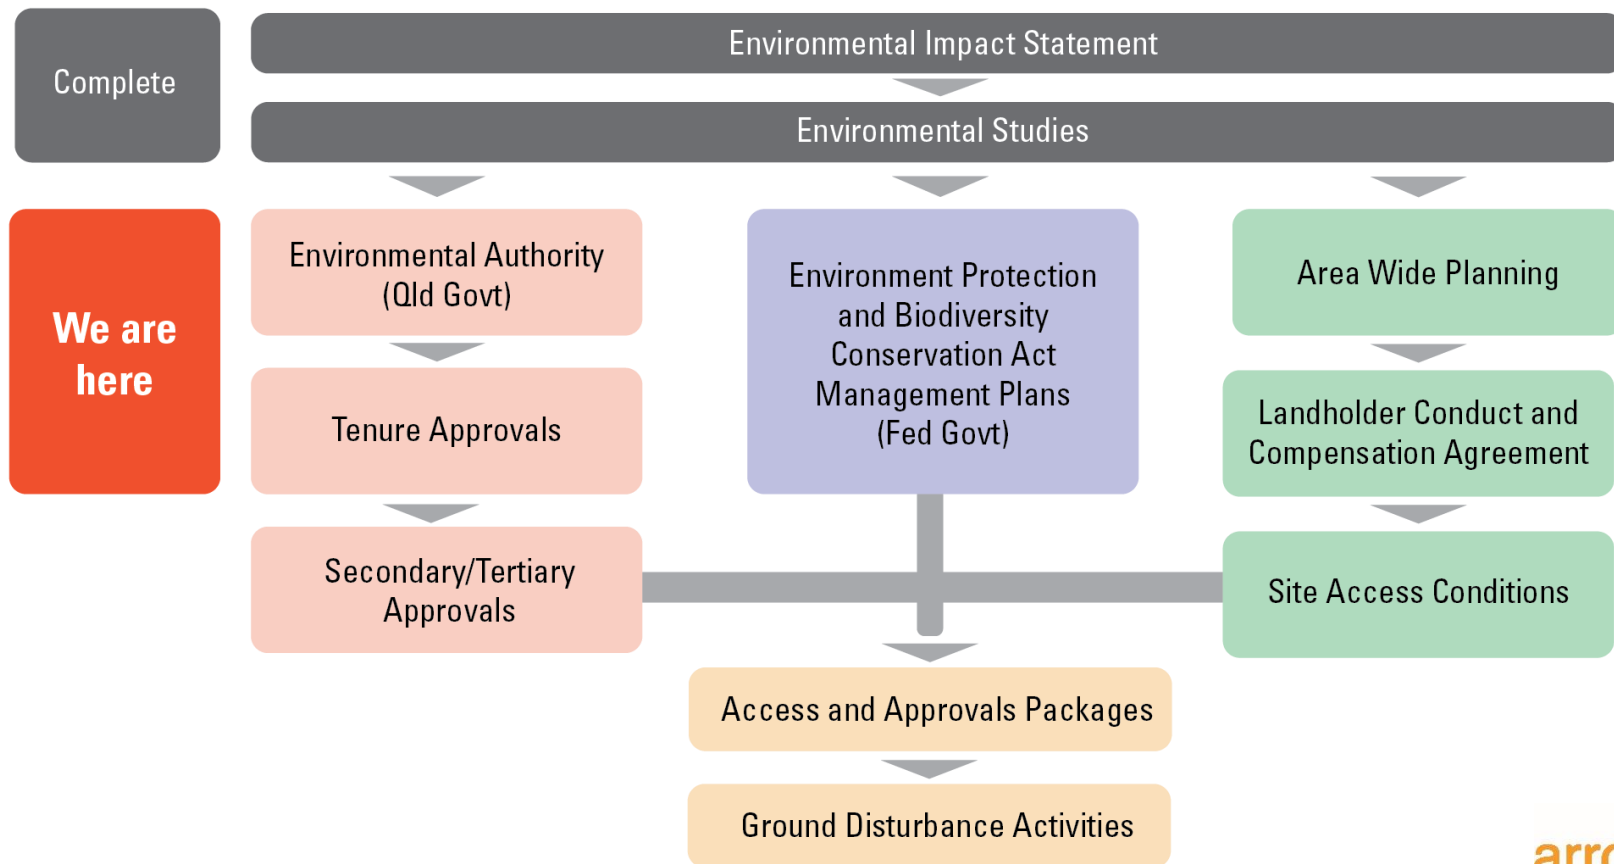 Complete
Environmental Impact Statement
Environmental Studies
We are
here
Environmental Authority
(Qld Govt)
Tenure Approvals
Secondary/Tertiary
Approvals
Environment Protection
and Biodiversity
Conservation Act
Management Plans
(Fed Govt)
Area Wide Planning
Landholder Conduct and
Compensation Agreement
Site Access Conditions
Access and Approvals Packages
Ground Disturbance Activities